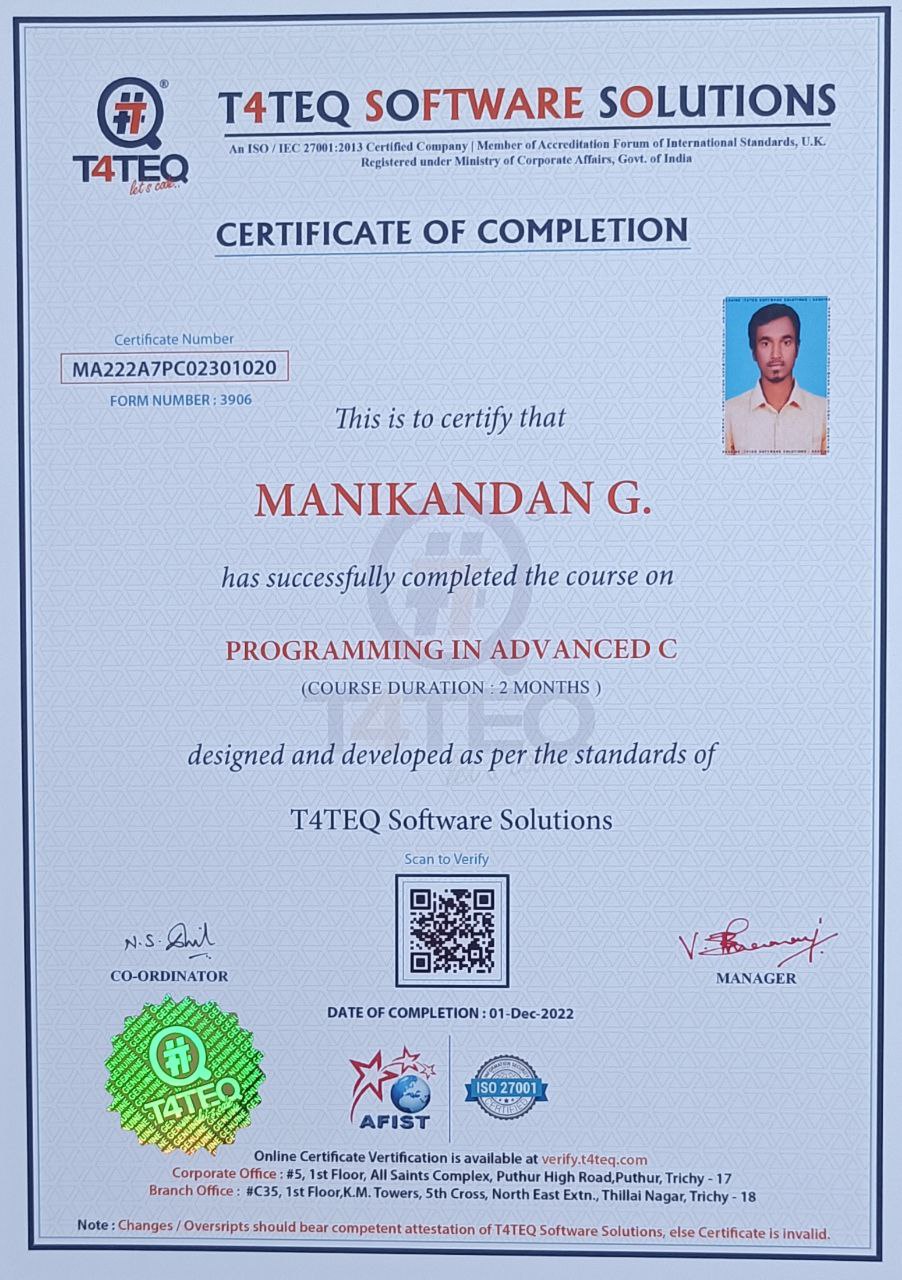 T4TEQ
let's code..
T4TEQ SOFTWARE SOLUTIONS
An ISO / IEC 27001:2013 Certified Company | Member of Accreditation Forum of International Standards, U.K.
Registered under Ministry of Corporate Affairs, Govt. of India
CERTIFICATE OF COMPLETION
Certificate Number
MA222A7PC02301020
FORM NUMBER : 3906
This is to certify that
MANIKANDAN G.
has successfully completed the course on
PROGRAMMING IN ADVANCED C
(COURSE DURATION : 2 MONTHS )
T4TEQ
designed and developed as per the standards of
T4TEQ Software Solutions
Scan to Verify
N.S.
CO-ORDINATOR
V.
MANAGER
DATE OF COMPLETION : 01-Dec-2022
GENUINE GENUINE GENUINE
T4TEQ
AFIST
ISO 27001
CERTIFIED
Online Certificate Vertification is available at verify.t4teq.com
Corporate Office : #5, 1st Floor, All Saints Complex, Puthur High Road,Puthur, Trichy - 17
Branch Office : #C35, 1st Floor,K.M. Towers, 5th Cross, North East Extn., Thillai Nagar, Trichy - 18
Note : Changes / Oversripts should bear competent attestation of T4TEQ Software Solutions, else Certificate is invalid.